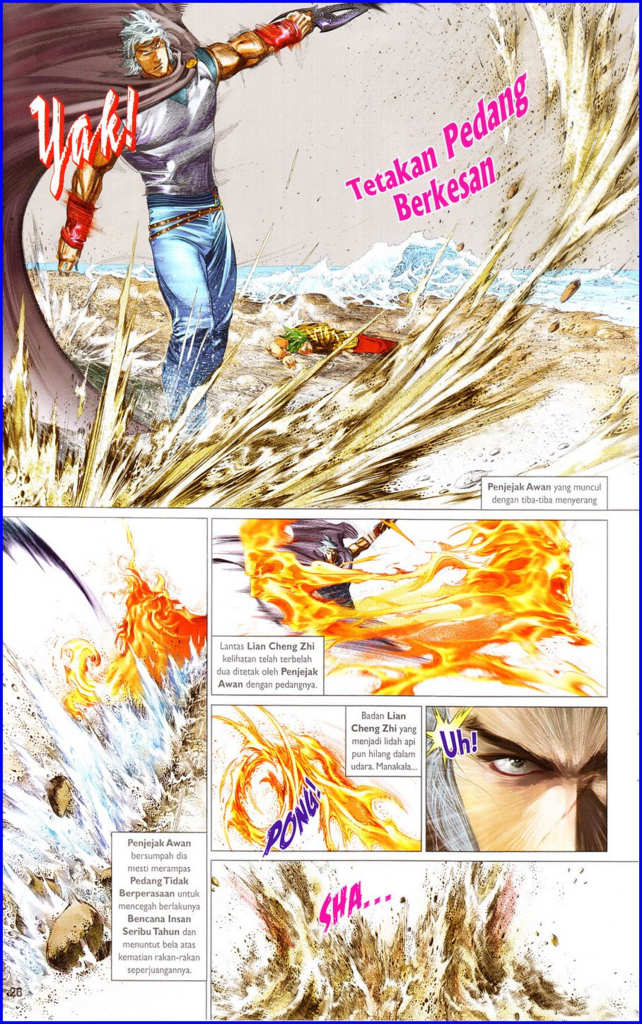 Yak!
Tetakan Pedang
Berkesan
Penjejak Awan yang muncul
dengan tiba-tiba menyerang
Lantas Lian Cheng Zhi
kelihatan telah terbelah
dua ditetak oleh Penjejak
Awan dengan pedangnya.
Badan Lian
Cheng Zhi yang
menjadi lidah api
pun hilang dalam
udara. Manakala...
Uh!
PONG!
Penjejak Awan
bersumpah dia
mesti merampas
Pedang Tidak
Berperasaan untuk
mencegah berlakunya
Bencana Insan
Seribu Tahun dan
menuntut bela atas
kematian rakan-rakan
seperjuangannya.
SHA...
26